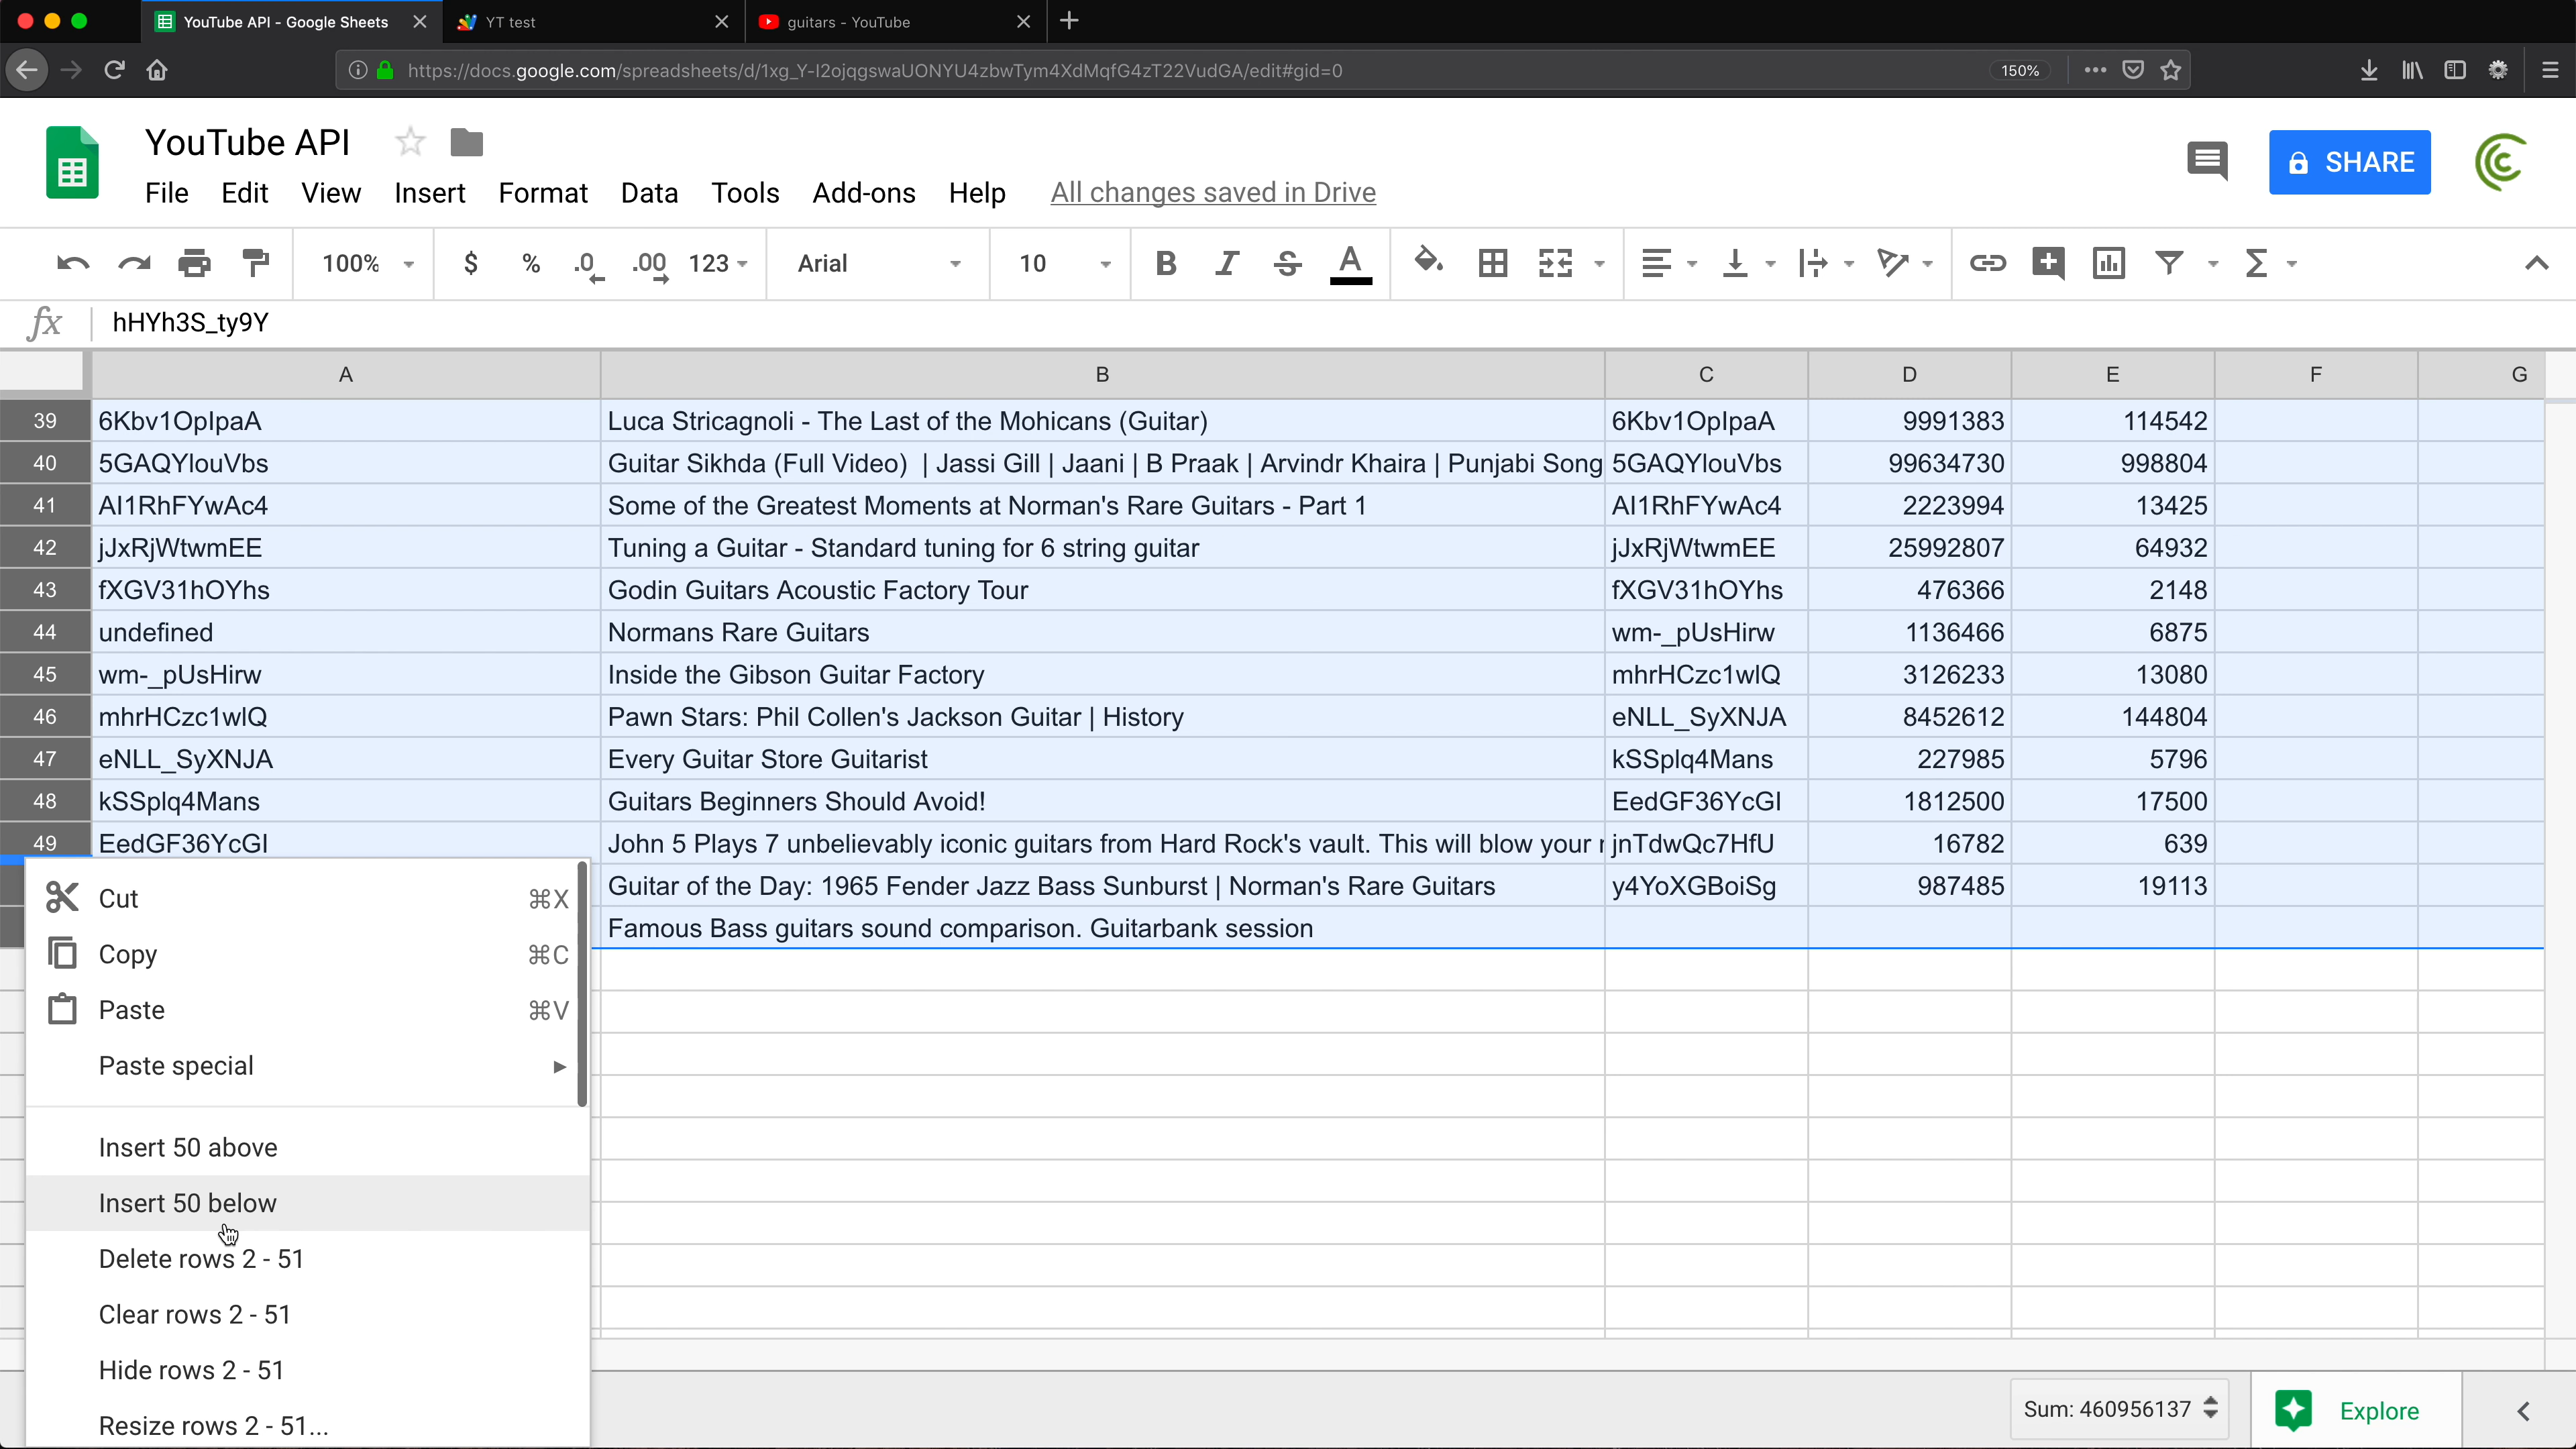 YouTube API - Google Sheets YT test guitars - YouTube
https://docs.google.com/spreadsheets/d/1xg_Y-I2ojqgswaUONYU4zbwTym4XdMqfG4zT22VudGA/edit#gid=0 150%
YouTube API
SHARE
File Edit View Insert Format Data Tools Add-ons Help All changes saved in Drive
100% $ % .0 .00 123 Arial 10 B I S A
fx hHYh3S_ty9Y
A B C D E F G
39 6Kbv1OpIpaA Luca Stricagnoli - The Last of the Mohicans (Guitar) 6Kbv1OpIpaA 9991383 114542
40 5GAQYlouVbs Guitar Sikhda (Full Video) | Jassi Gill | Jaani | B Praak | Arvindr Khaira | Punjabi Song 5GAQYlouVbs 99634730 998804
41 AI1RhFYwAc4 Some of the Greatest Moments at Norman's Rare Guitars - Part 1 AI1RhFYwAc4 2223994 13425
42 jJxRjWtwmEE Tuning a Guitar - Standard tuning for 6 string guitar jJxRjWtwmEE 25992807 64932
43 fXGV31hOYhs Godin Guitars Acoustic Factory Tour fXGV31hOYhs 476366 2148
44 undefined Normans Rare Guitars wm-_pUsHirw 1136466 6875
45 wm-_pUsHirw Inside the Gibson Guitar Factory mhrHCzc1wlQ 3126233 13080
46 mhrHCzc1wlQ Pawn Stars: Phil Collen's Jackson Guitar | History eNLL_SyXNJA 8452612 144804
47 eNLL_SyXNJA Every Guitar Store Guitarist kSSplq4Mans 227985 5796
48 kSSplq4Mans Guitars Beginners Should Avoid! EedGF36YcGI 1812500 17500
49 EedGF36YcGI John 5 Plays 7 unbelievably iconic guitars from Hard Rock's vault. This will blow your jnTdwQc7HfU 16782 639
Guitar of the Day: 1965 Fender Jazz Bass Sunburst | Norman's Rare Guitars y4YoXGBoiSg 987485 19113
Famous Bass guitars sound comparison. Guitarbank session
Cut ⌘X
Copy ⌘C
Paste ⌘V
Paste special
Insert 50 above
Insert 50 below
Delete rows 2 - 51
Clear rows 2 - 51
Hide rows 2 - 51
Resize rows 2 - 51...
Sum: 460956137 Explore